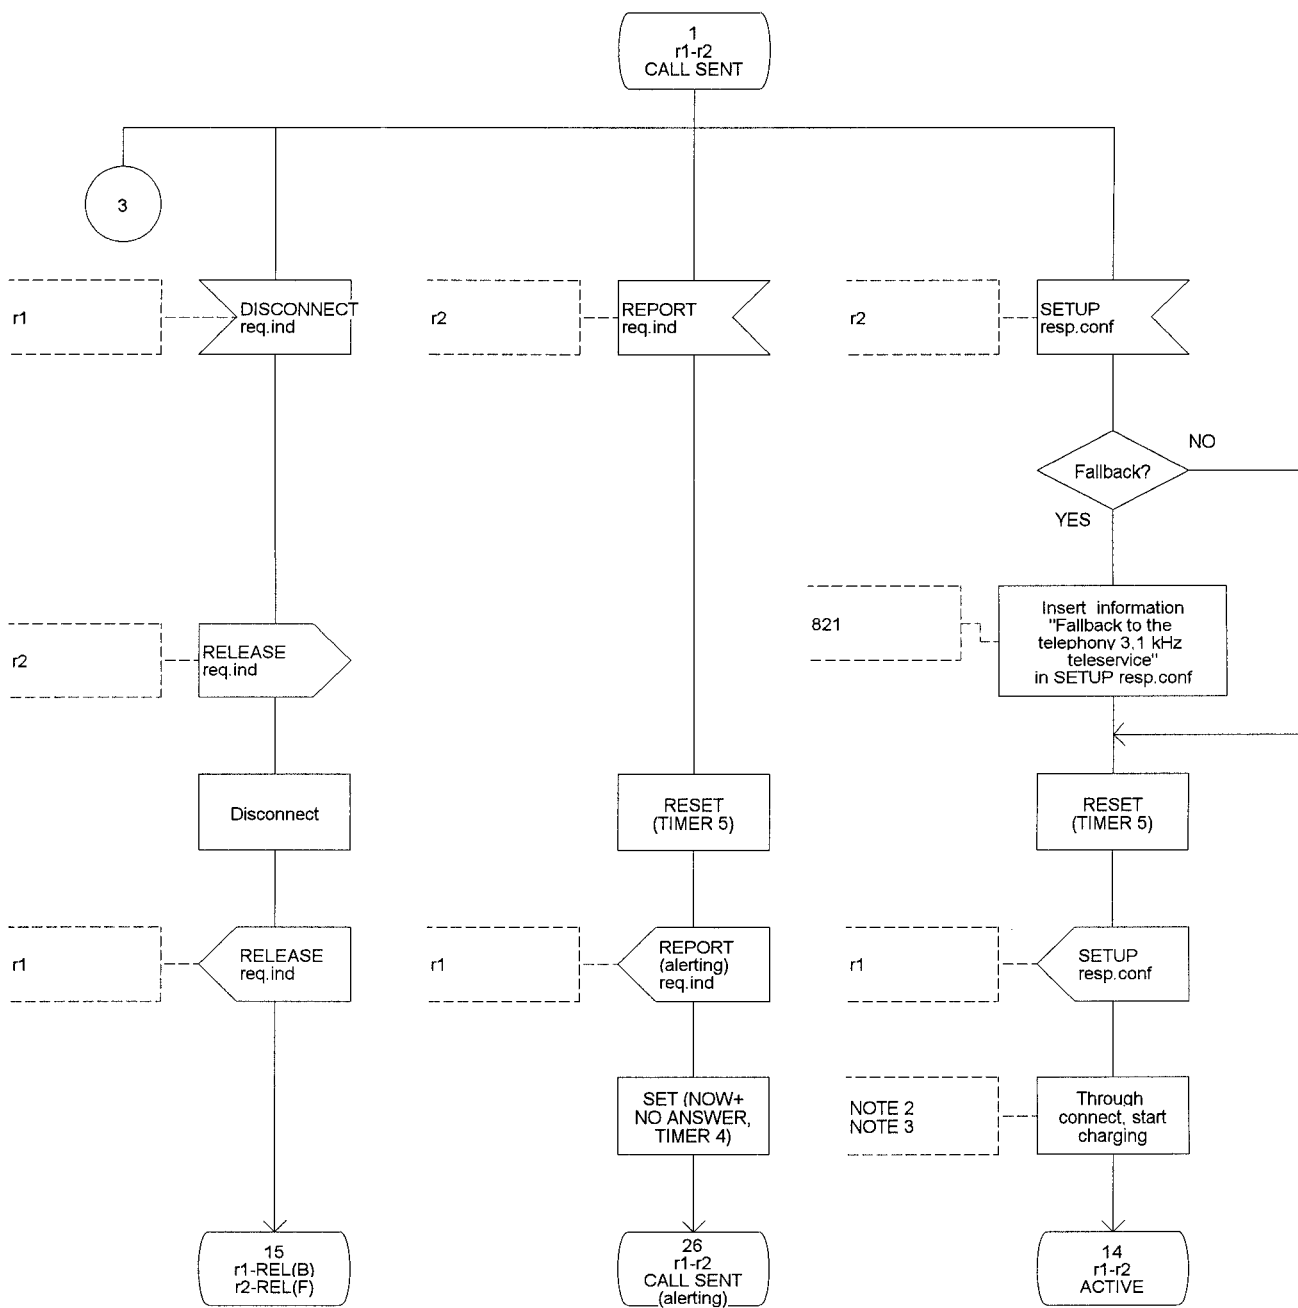 1
r1-r2
CALL SENT
3
r1
DISCONNECT
req.ind
r2
REPORT
req.ind
r2
SETUP
resp.conf
Fallback?
NO
YES
r2
RELEASE
req.ind
821
Insert information
"Fallback to the
telephony 3,1 kHz
teleservice"
in SETUP resp.conf
Disconnect
RESET
(TIMER 5)
RESET
(TIMER 5)
r1
RELEASE
req.ind
r1
REPORT
(alerting)
req.ind
r1
SETUP
resp.conf
SET (NOW+
NO ANSWER,
TIMER 4)
NOTE 2
NOTE 3
Through
connect, start
charging
15
r1-REL(B)
r2-REL(F)
26
r1-r2
CALL SENT
(alerting)
14
r1-r2
ACTIVE